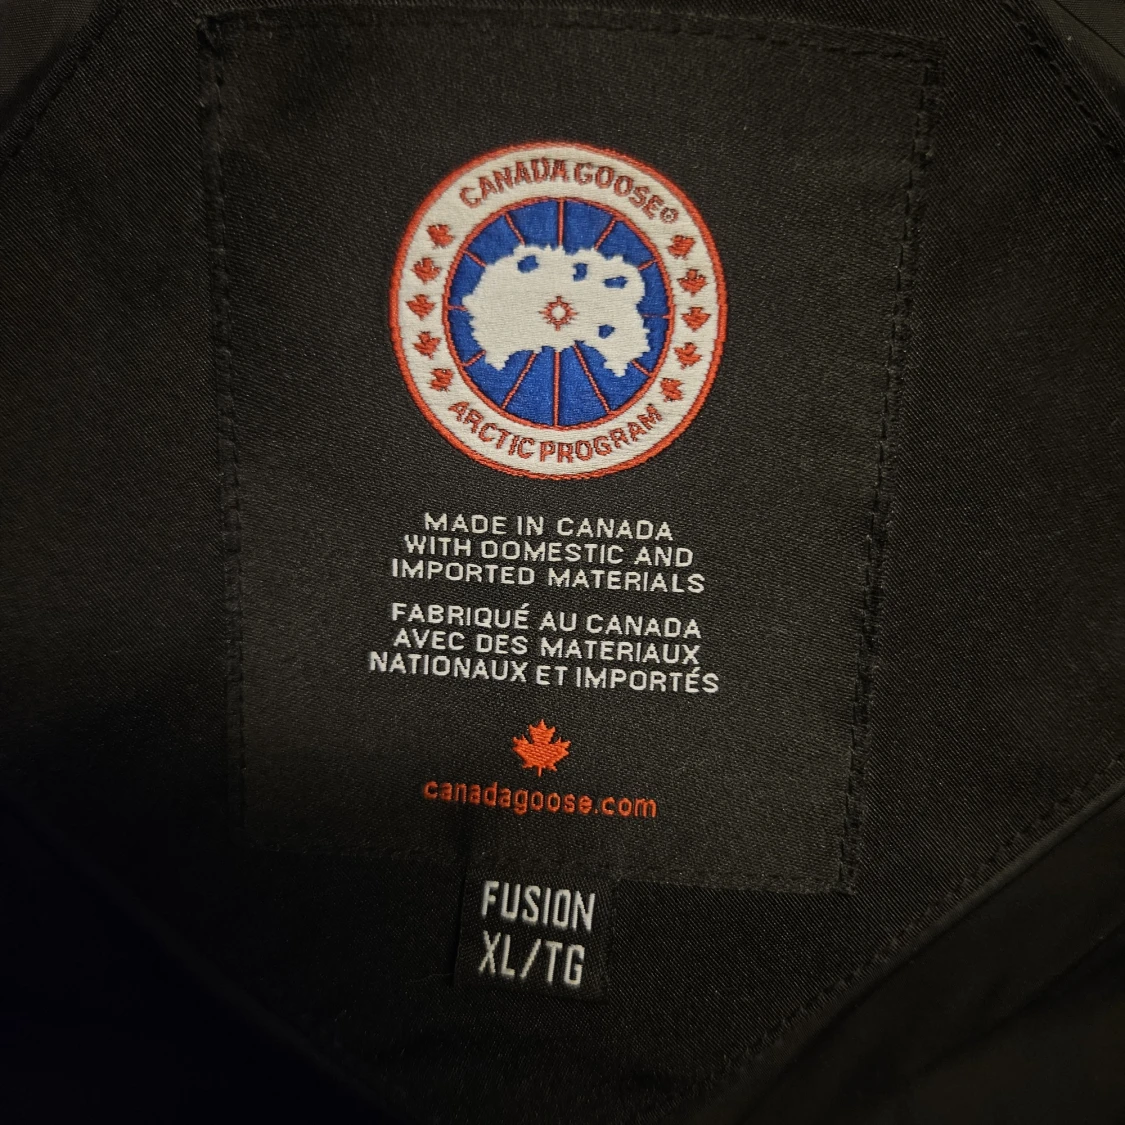 CANADA GOOSE®
ARCTIC PROGRAM
MADE IN CANADA
WITH DOMESTIC AND
IMPORTED MATERIALS
FABRIQUÉ AU CANADA
AVEC DES MATERIAUX
NATIONAUX ET IMPORTÉS
canadagoose.com
FUSION
XL/TG